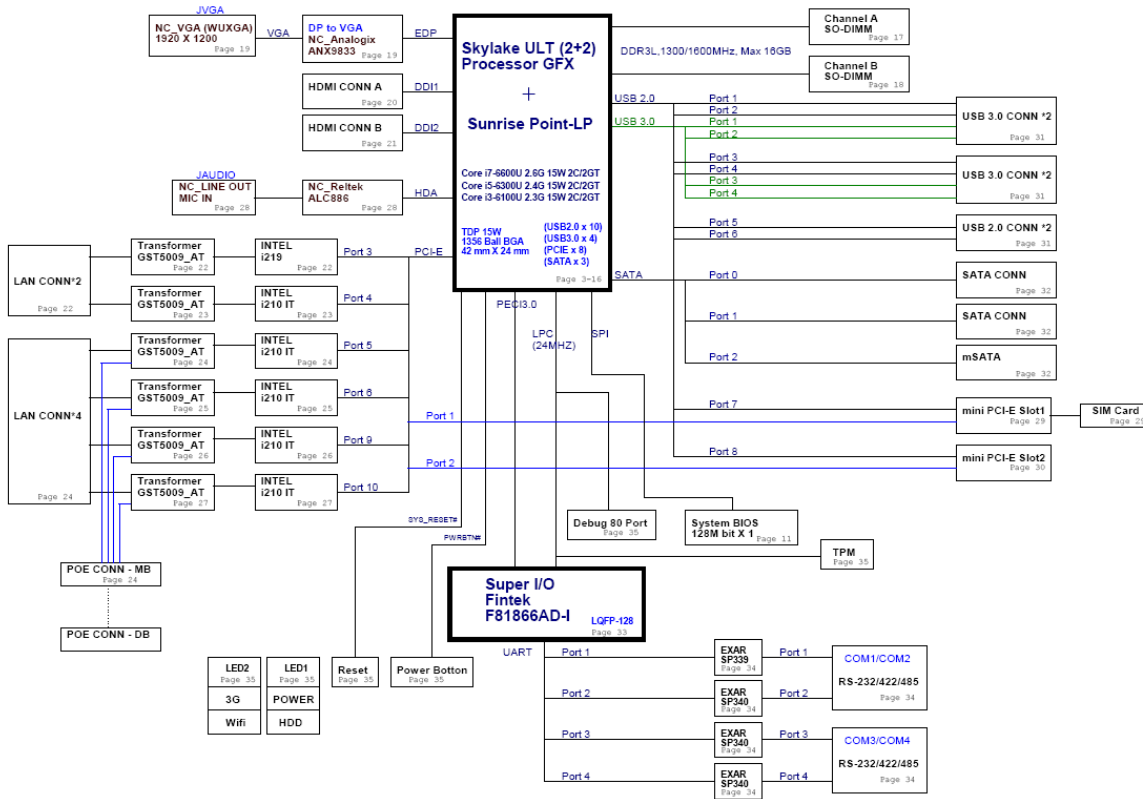 JVGA
NC_VGA (WUXGA)
1920 X 1200
Page 19
VGA
DP to VGA
NC_Analogix
ANX9833
Page 19
EDP
HDMI CONN A
Page 20
DDI1
HDMI CONN B
Page 21
DDI2
JAUDIO
NC_LINE OUT
MIC IN
Page 28
NC_Reltek
ALC886
Page 28
HDA
Skylake ULT (2+2)
Processor GFX
+
Sunrise Point-LP
Core i7-6600U 2.6G 15W 2C/2GT
Core i5-6300U 2.4G 15W 2C/2GT
Core i3-6100U 2.3G 15W 2C/2GT
TDP 15W
1356 Ball BGA
42 mm X 24 mm
(USB2.0 x 10)
(USB3.0 x 4)
(PCIE x 8)
(SATA x 3)
Page 3-16
Channel A
SO-DIMM
Page 17
DDR3L,1300/1600MHz, Max 16GB
Channel B
SO-DIMM
Page 18
USB 2.0
Port 1
Port 2
USB 3.0
Port 1
Port 2
USB 3.0 CONN *2
Page 31
Port 3
Port 4
Port 3
Port 4
USB 3.0 CONN *2
Page 31
Port 5
Port 6
USB 2.0 CONN *2
Page 31
SATA
Port 0
SATA CONN
Page 32
Port 1
SATA CONN
Page 32
Port 2
mSATA
Page 32
Port 7
mini PCI-E Slot1
Page 29
SIM Card
Page 29
Port 8
mini PCI-E Slot2
Page 30
PCI-E
LAN CONN*2
Page 22
Transformer
GST5009_AT
Page 22
INTEL
i219
Page 22
Port 3
Transformer
GST5009_AT
Page 23
INTEL
i210 IT
Page 23
Port 4
LAN CONN*4
Page 24
Transformer
GST5009_AT
Page 24
INTEL
i210 IT
Page 24
Port 5
Transformer
GST5009_AT
Page 25
INTEL
i210 IT
Page 25
Port 6
Transformer
GST5009_AT
Page 26
INTEL
i210 IT
Page 26
Port 9
Transformer
GST5009_AT
Page 27
INTEL
i210 IT
Page 27
Port 10
Port 1
Port 2
PECI3.0
LPC
(24MHZ)
SPI
SYS_RESET#
PWRBTN#
POE CONN - MB
Page 24
POE CONN - DB
Debug 80 Port
Page 35
System BIOS
128M bit X 1
Page 11
TPM
Page 35
Super I/O
Fintek
F81866AD-I
LQFP-128
Page 33
LED2
Page 35
3G
Wifi
LED1
Page 35
POWER
HDD
Reset
Page 35
Power Botton
Page 35
UART
Port 1
EXAR
SP339
Page 34
Port 1
Port 2
EXAR
SP340
Page 34
Port 2
COM1/COM2
RS-232/422/485
Page 34
Port 3
EXAR
SP340
Page 34
Port 3
Port 4
EXAR
SP340
Page 34
Port 4
COM3/COM4
RS-232/422/485
Page 34